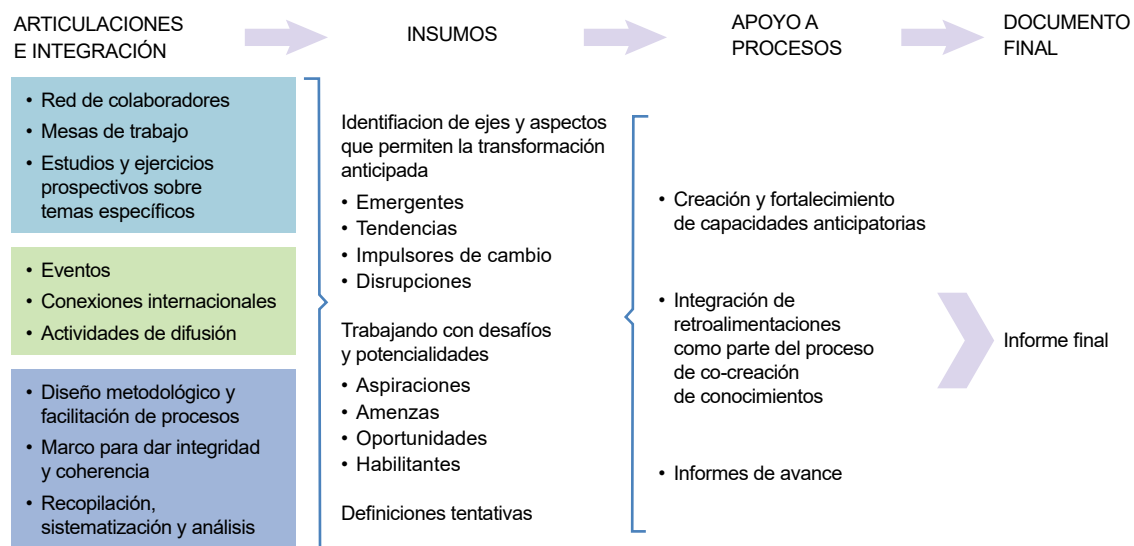 ARTICULACIONES
E INTEGRACIÓN
INSUMOS
APOYO A
PROCESOS
DOCUMENTO
FINAL
• Red de colaboradores
• Mesas de trabajo
• Estudios y ejercicios
prospectivos sobre
temas específicos
• Eventos
• Conexiones internacionales
• Actividades de difusión
• Diseño metodológico y
facilitación de procesos
• Marco para dar integridad
y coherencia
• Recopilación,
sistematización y análisis
Identifiacion de ejes y aspectos
que permiten la transformación
anticipada
• Emergentes
• Tendencias
• Impulsores de cambio
• Disrupciones
Trabajando con desafíos
y potencialidades
• Aspiraciones
• Amenzas
• Oportunidades
• Habilitantes
Definiciones tentativas
• Creación y fortalecimiento
de capacidades anticipatorias
• Integración de
retroalimentaciones
como parte del proceso
de co-creación
de conocimientos
• Informes de avance
Informe final